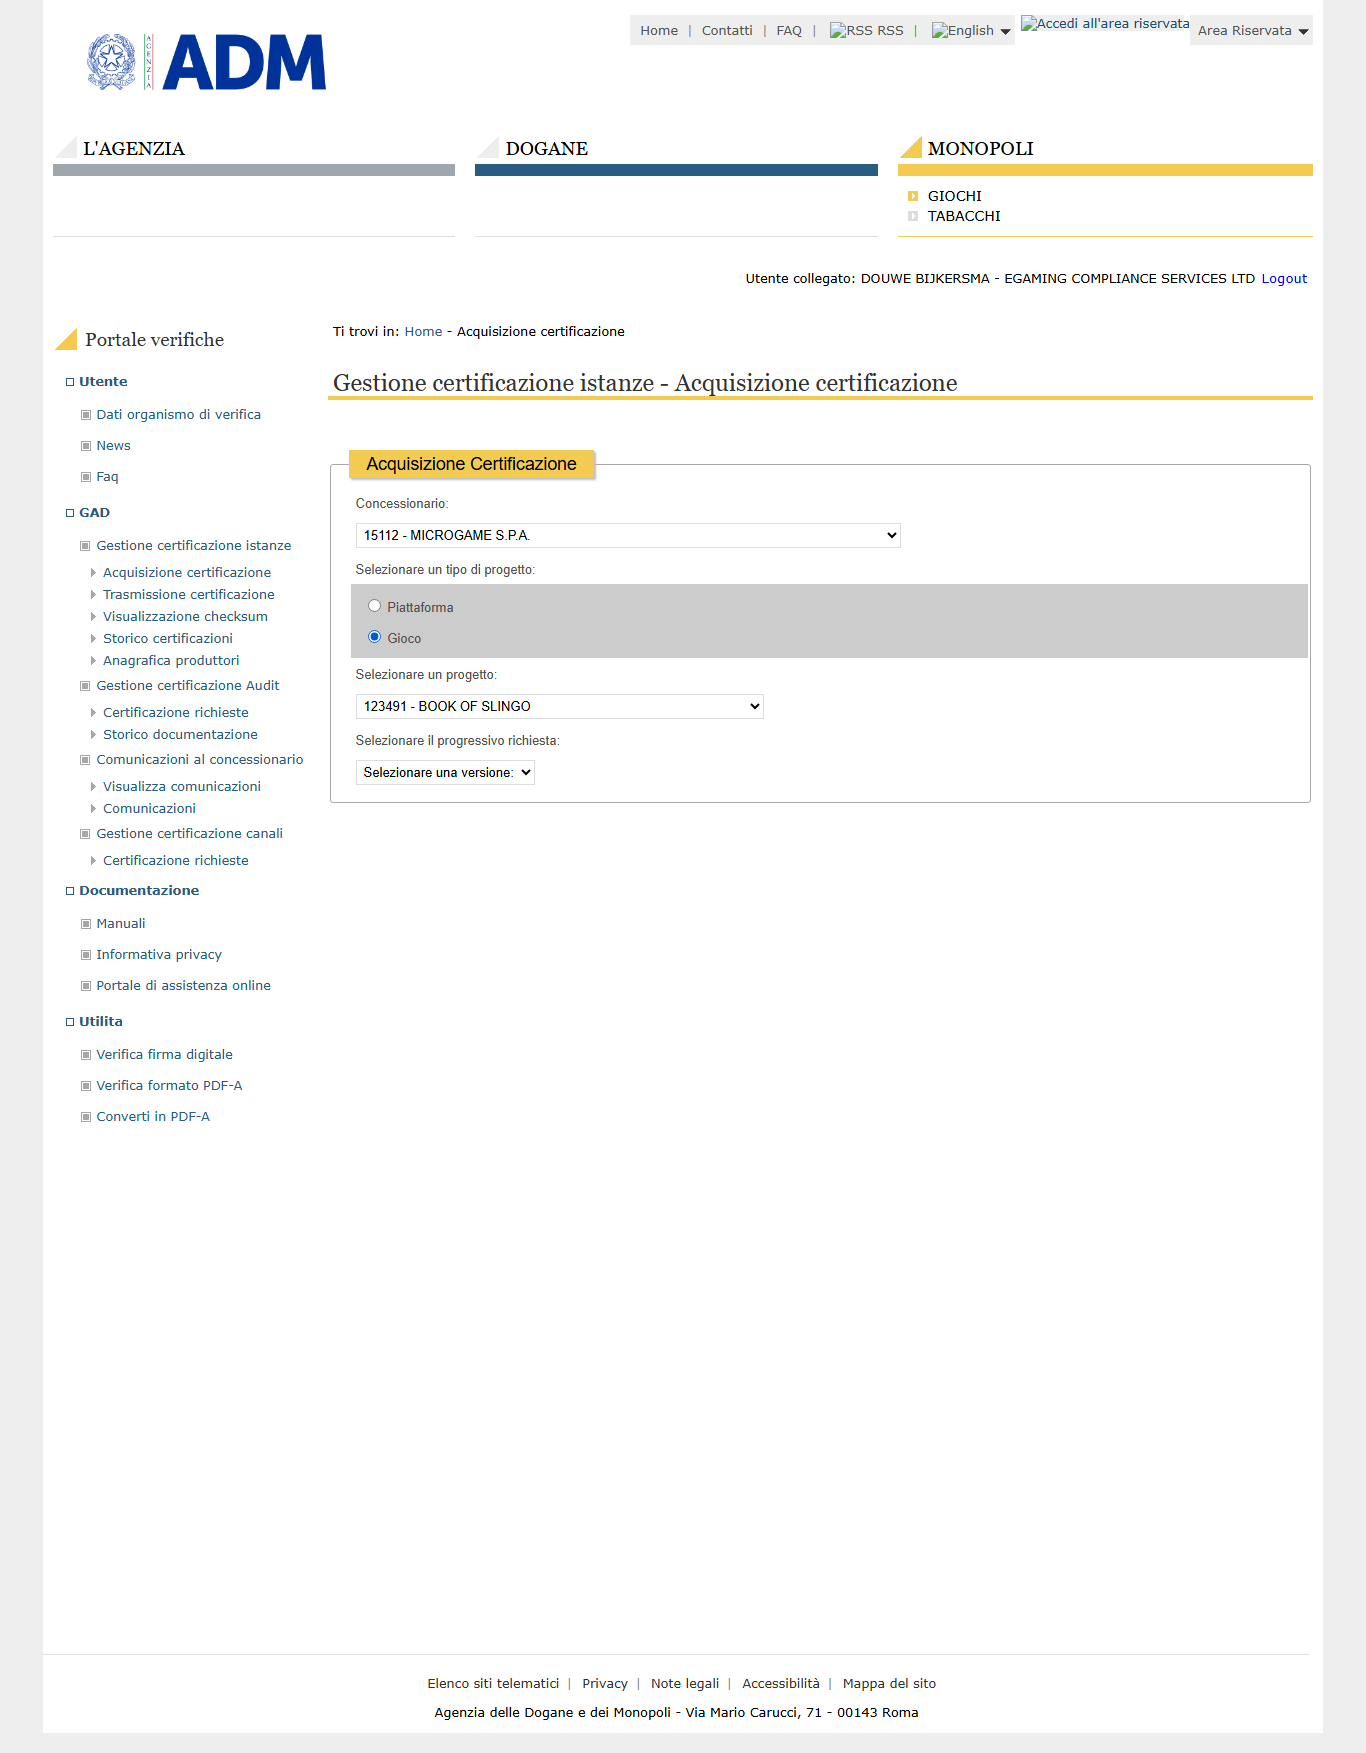 Home | Contatti | FAQ | RSS RSS | English Accedi all'area riservata Area Riservata
AGENZIA ADM
L'AGENZIA
DOGANE
MONOPOLI
GIOCHI
TABACCHI
Utente collegato: DOUWE BIJKERSMA - EGAMING COMPLIANCE SERVICES LTD Logout
Portale verifiche
Utente
Dati organismo di verifica
News
Faq
GAD
Gestione certificazione istanze
Acquisizione certificazione
Trasmissione certificazione
Visualizzazione checksum
Storico certificazioni
Anagrafica produttori
Gestione certificazione Audit
Certificazione richieste
Storico documentazione
Comunicazioni al concessionario
Visualizza comunicazioni
Comunicazioni
Gestione certificazione canali
Certificazione richieste
Documentazione
Manuali
Informativa privacy
Portale di assistenza online
Utilita
Verifica firma digitale
Verifica formato PDF-A
Converti in PDF-A
Ti trovi in: Home - Acquisizione certificazione
Gestione certificazione istanze - Acquisizione certificazione
Acquisizione Certificazione
Concessionario:
15112 - MICROGAME S.P.A.
Selezionare un tipo di progetto:
Piattaforma
Gioco
Selezionare un progetto:
123491 - BOOK OF SLINGO
Selezionare il progressivo richiesta:
Selezionare una versione:
Elenco siti telematici | Privacy | Note legali | Accessibilità | Mappa del sito
Agenzia delle Dogane e dei Monopoli - Via Mario Carucci, 71 - 00143 Roma